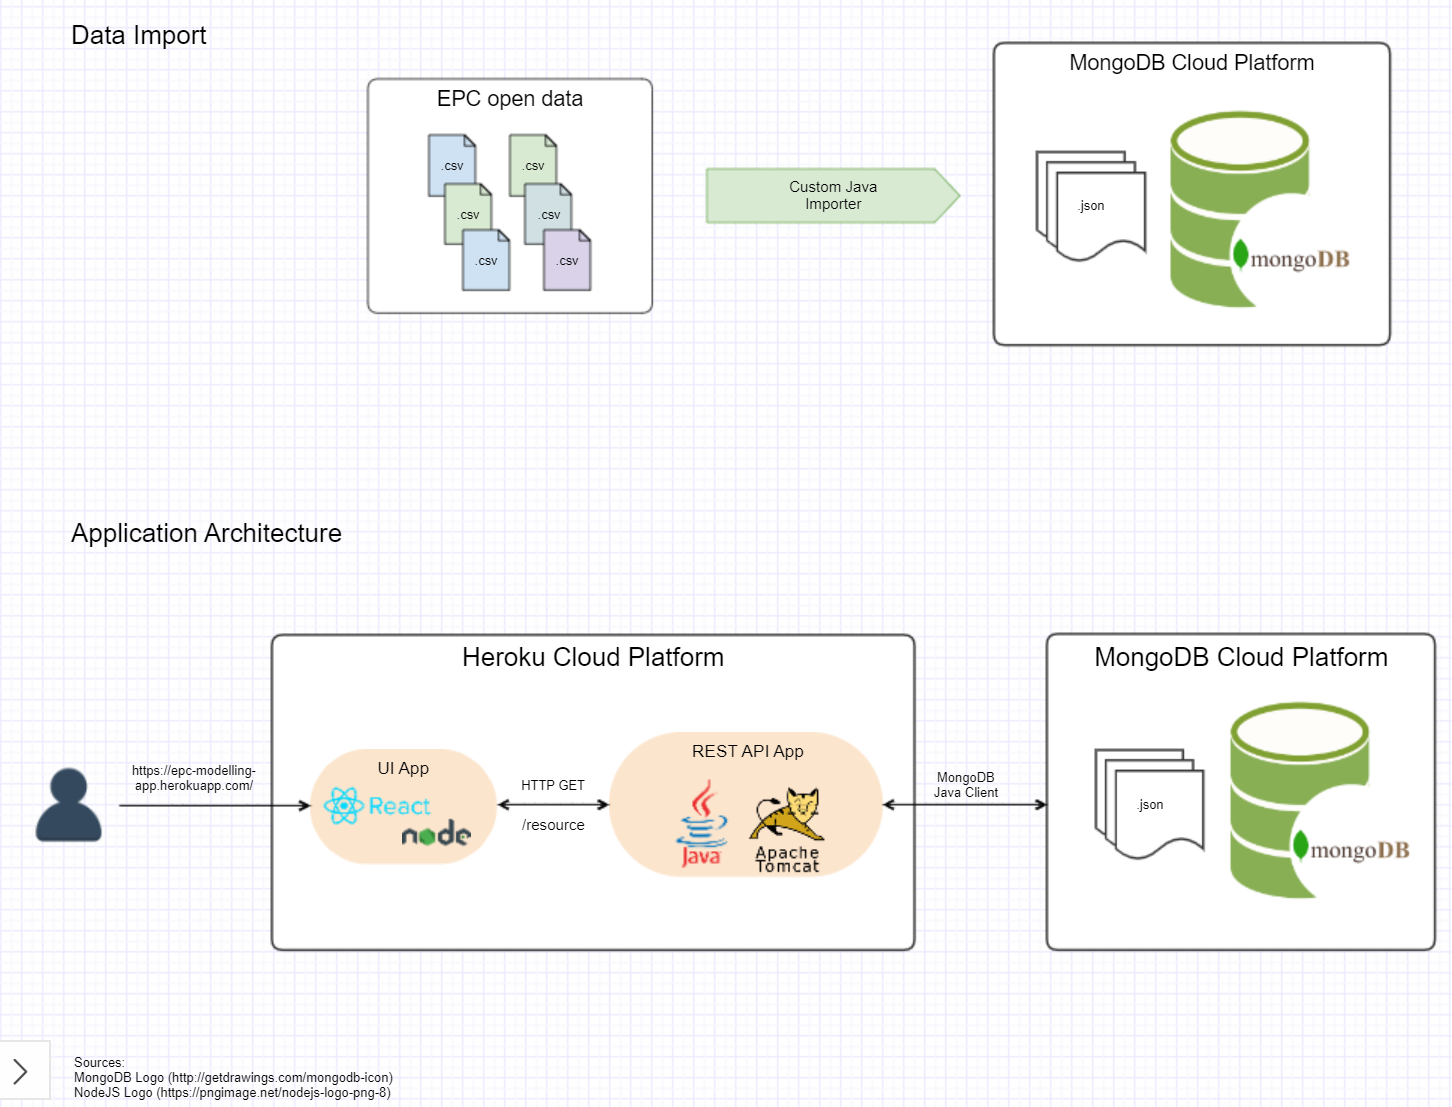 Data Import
EPC open data
.csv
.csv
.csv
.csv
.csv
.csv
Custom Java
Importer
MongoDB Cloud Platform
.json
mongoDB
Application Architecture
https://epc-modelling-
app.herokuapp.com/
Heroku Cloud Platform
UI App
React
node
HTTP GET
/resource
REST API App
Java
Apache
Tomcat
MongoDB
Java Client
MongoDB Cloud Platform
.json
mongoDB
Sources:
MongoDB Logo (http://getdrawings.com/mongodb-icon)
NodeJS Logo (https://pngimage.net/nodejs-logo-png-8)